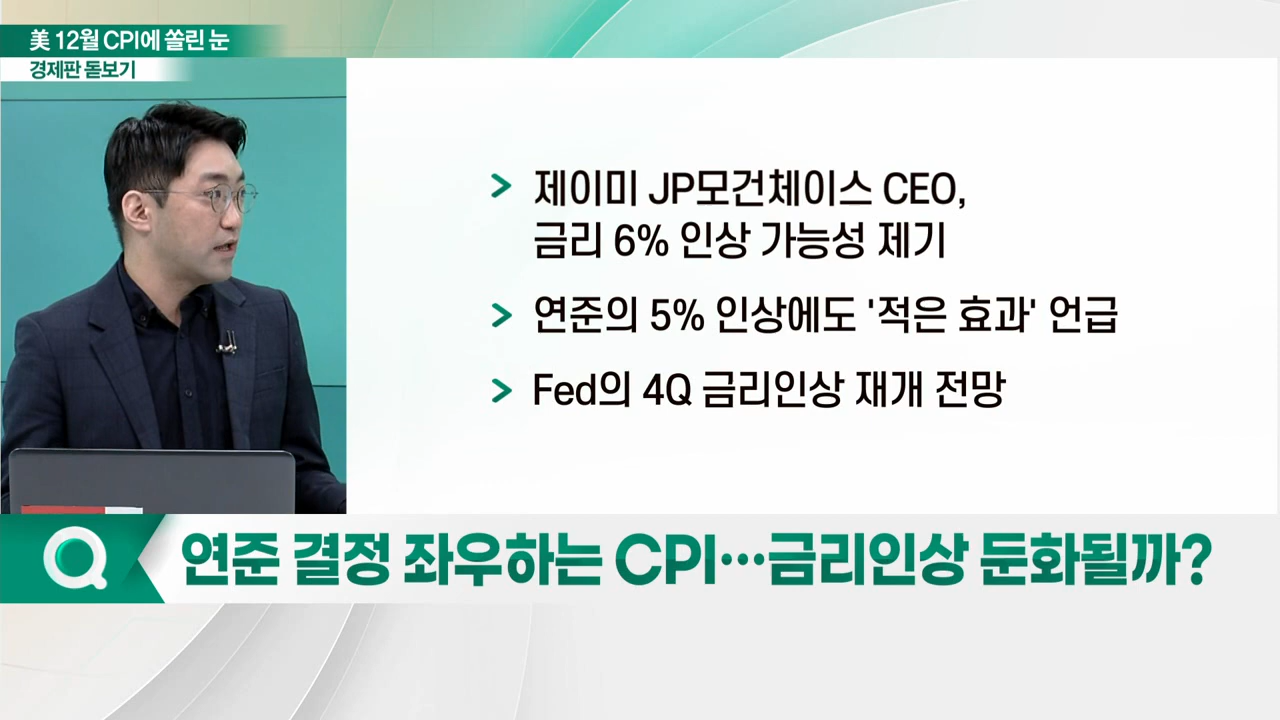 美 12월 CPI에 쏠린 눈
경제판 돋보기
> 제이미 JP모건체이스 CEO,
금리 6% 인상 가능성 제기
> 연준의 5% 인상에도 '적은 효과' 언급
> Fed의 4Q 금리인상 재개 전망
연준 결정 좌우하는 CPI…금리인상 둔화될까?